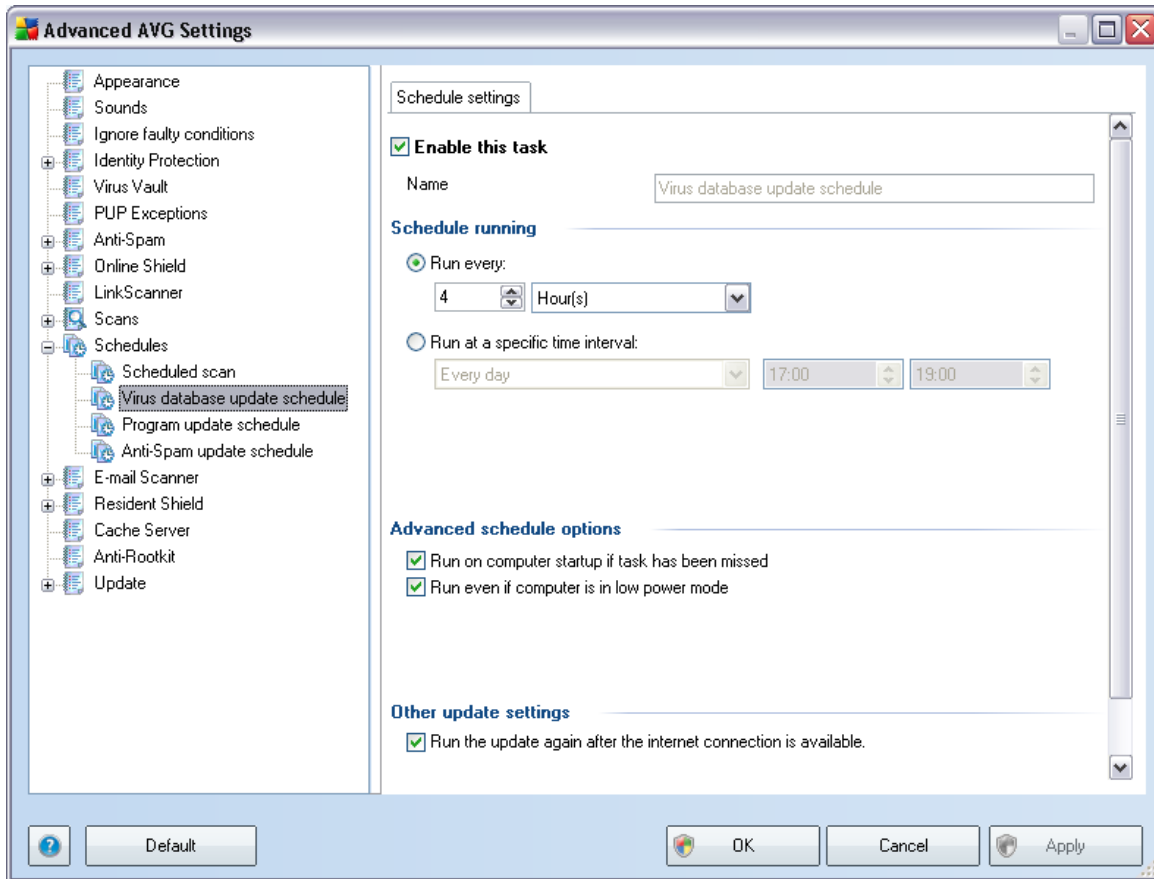 Advanced AVG Settings
Appearance
Sounds
Ignore faulty conditions
Identity Protection
Virus Vault
PUP Exceptions
Anti-Spam
Online Shield
LinkScanner
Scans
Schedules
Scheduled scan
Virus database update schedule
Program update schedule
Anti-Spam update schedule
E-mail Scanner
Resident Shield
Cache Server
Anti-Rootkit
Update
Schedule settings
Enable this task
Name Virus database update schedule
Schedule running
Run every:
4 Hour(s)
Run at a specific time interval:
Every day 17:00 19:00
Advanced schedule options
Run on computer startup if task has been missed
Run even if computer is in low power mode
Other update settings
Run the update again after the internet connection is available.
? Default OK Cancel Apply